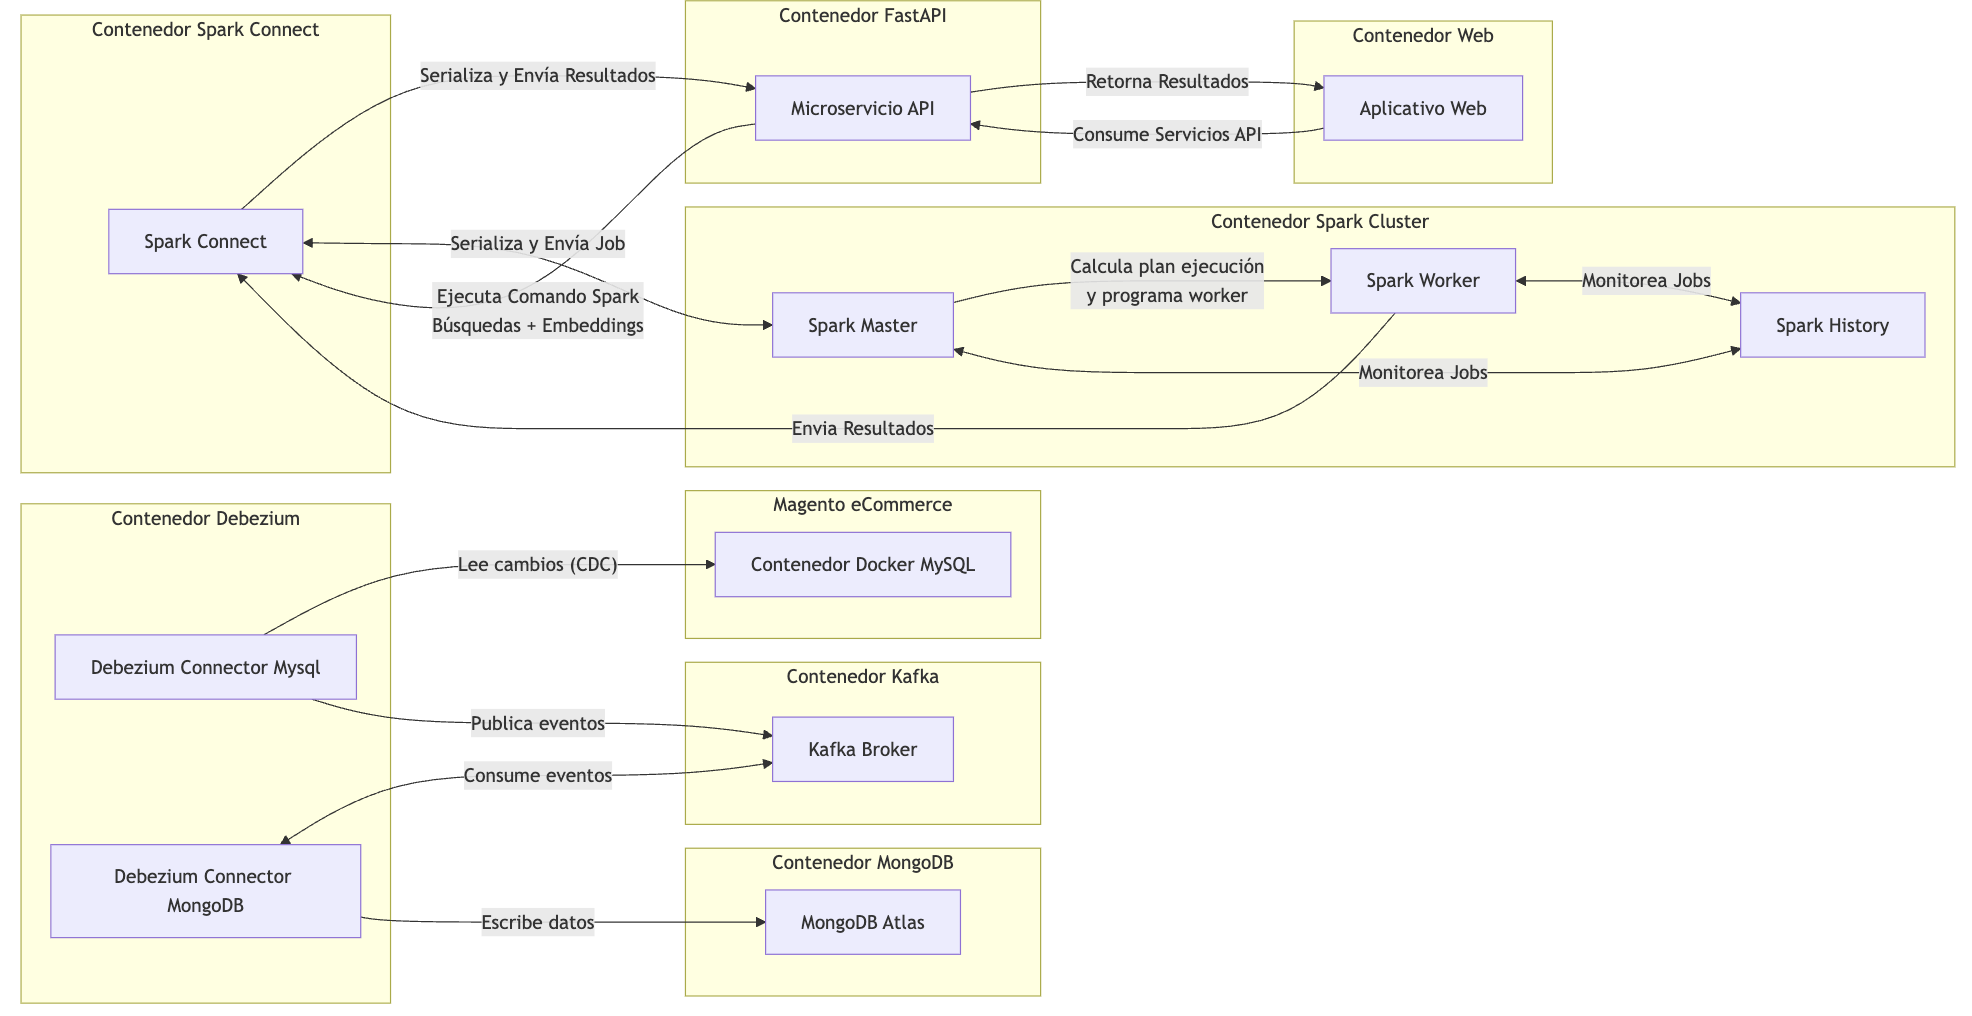 Contenedor Spark Connect
Contenedor FastAPI
Contenedor Web
Serializa y Envía Resultados
Microservicio API
Retorna Resultados
Consume Servicios API
Aplicativo Web
Contenedor Spark Cluster
Spark Connect
Serializa y Envía Job
Ejecuta Comando Spark
Búsquedas + Embeddings
Spark Master
Calcula plan ejecución
y programa worker
Spark Worker
Monitorea Jobs
Spark History
Monitorea Jobs
Envia Resultados
Contenedor Debezium
Magento eCommerce
Lee cambios (CDC)
Contenedor Docker MySQL
Debezium Connector Mysql
Contenedor Kafka
Publica eventos
Kafka Broker
Consume eventos
Contenedor MongoDB
Debezium Connector
MongoDB
Escribe datos
MongoDB Atlas